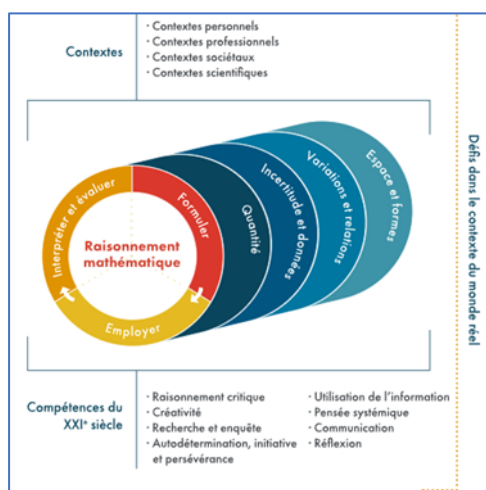 Contextes
· Contextes personnels
· Contextes professionnels
· Contextes sociétaux
· Contextes scientifiques
Interpréter et évaluer
Formuler
Employer
Raisonnement
mathématique
Quantité
Incertitude et données
Variations et relations
Espace et formes
Défis dans le contexte du monde réel
Compétences du
XXIᵉ siècle
· Raisonnement critique
· Créativité
· Recherche et enquête
· Autodétermination, initiative
et persévérance
· Utilisation de l'information
· Pensée systémique
· Communication
· Réflexion